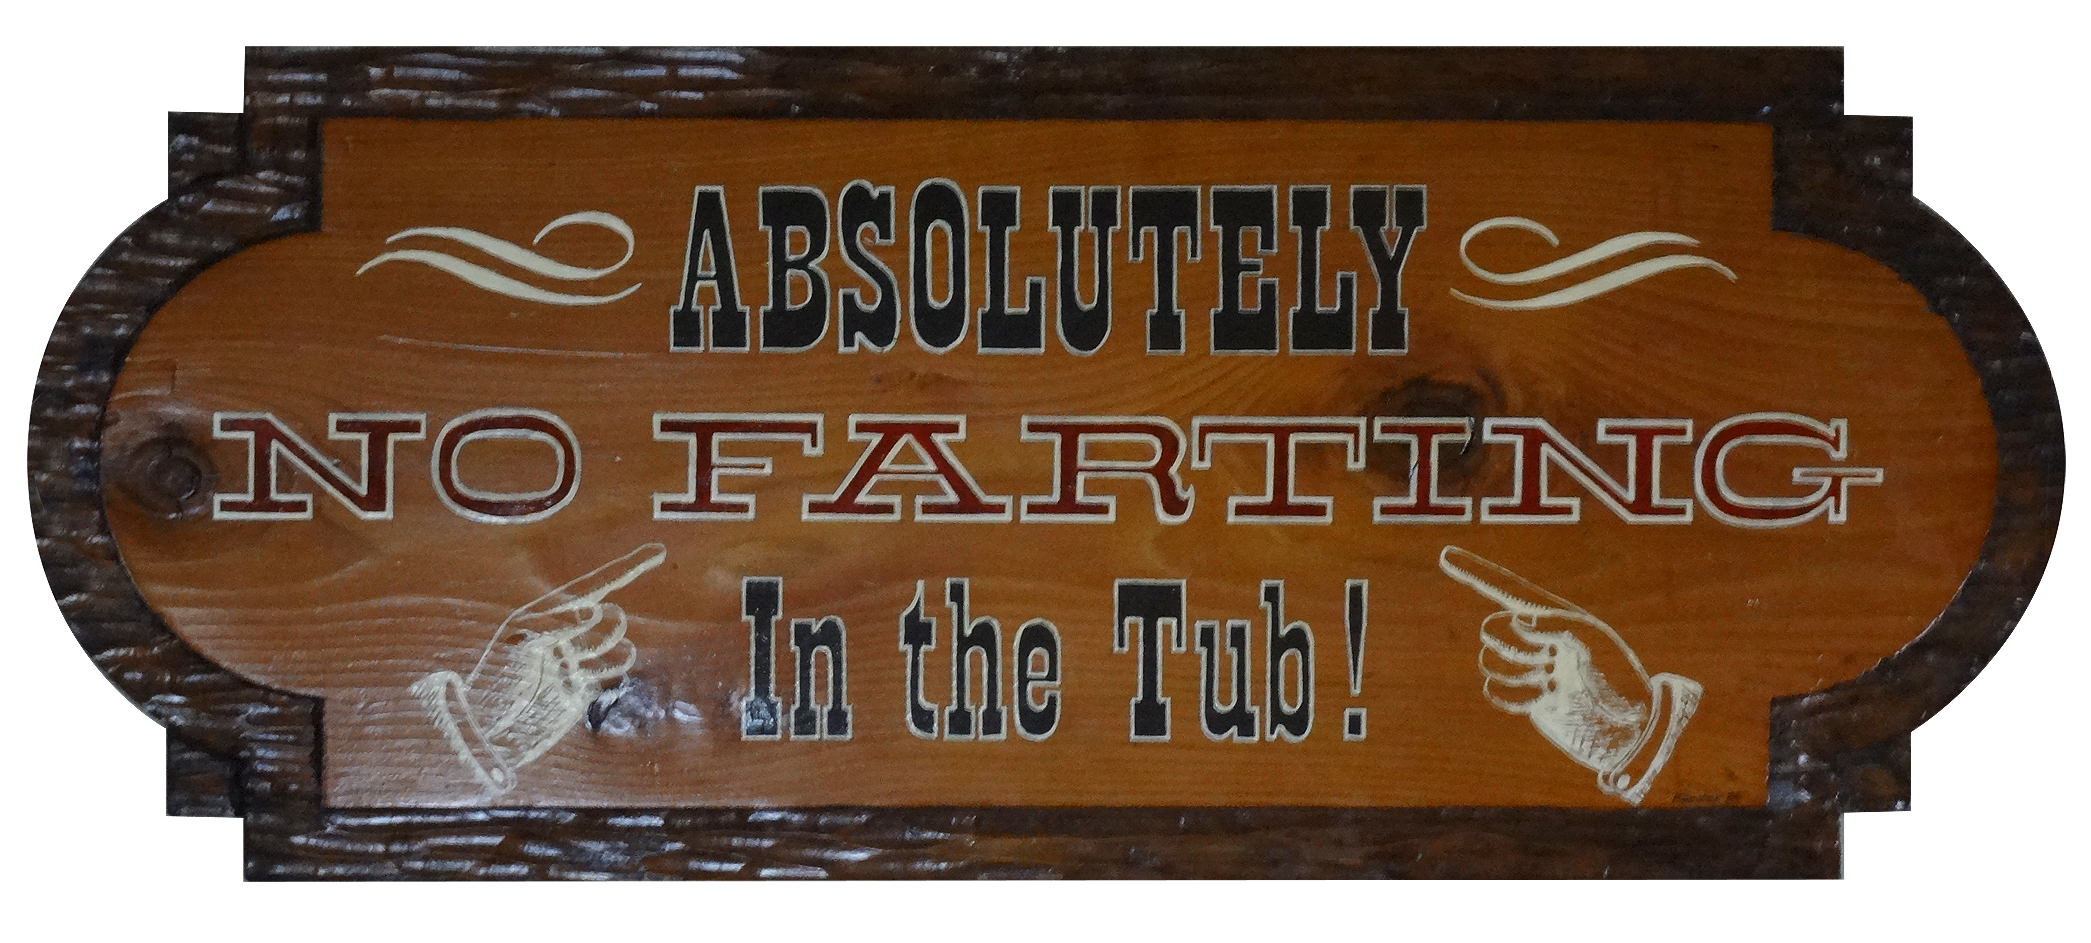 ABSOLUTELY
NO FARTING
In the Tub!